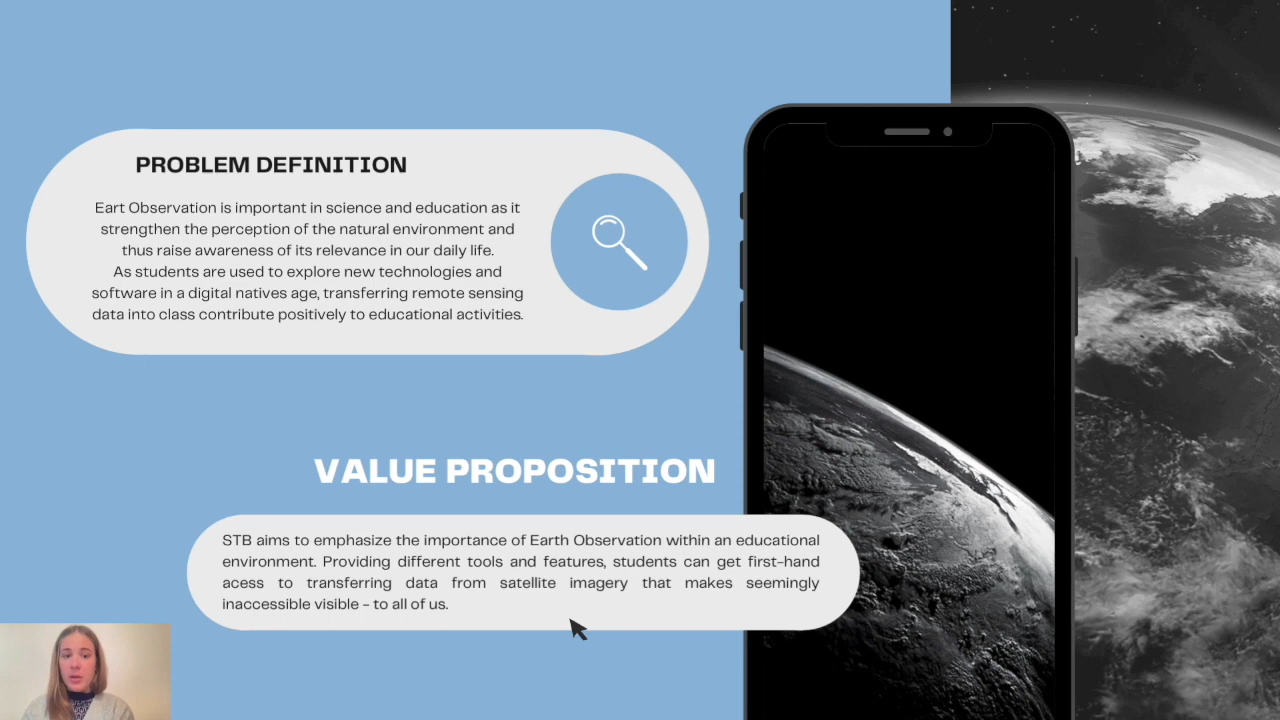 PROBLEM DEFINITION
Eart Observation is important in science and education as it
strengthen the perception of the natural environment and
thus raise awareness of its relevance in our daily life.
As students are used to explore new technologies and
software in a digital natives age, transferring remote sensing
data into class contribute positively to educational activities.
VALUE PROPOSITION
STB aims to emphasize the importance of Earth Observation within an educational
environment. Providing different tools and features, students can get first-hand
acess to transferring data from satellite imagery that makes seemingly
inaccessible visible - to all of us.